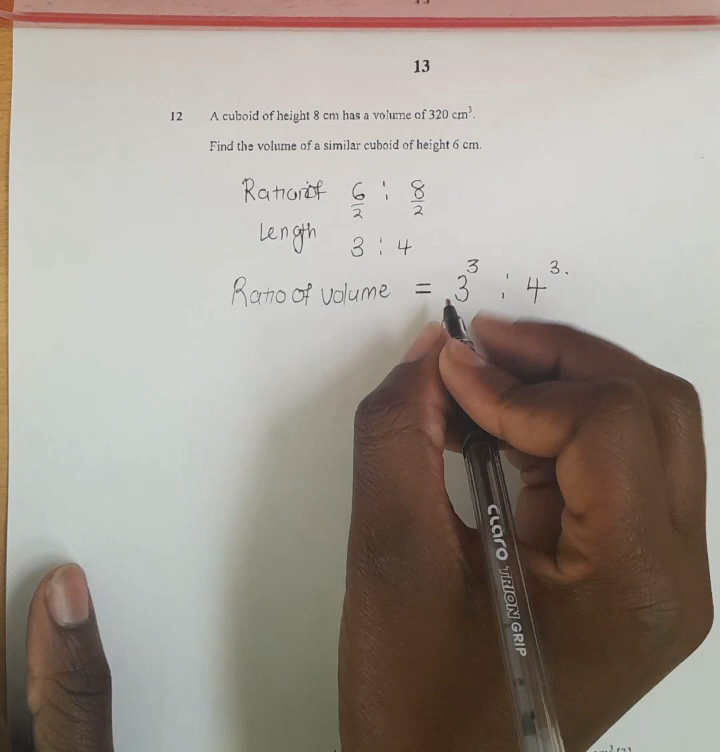 13
12 A cuboid of height 8 cm has a volume of 320 cm³.
Find the volume of a similar cuboid of height 6 cm.
Ratio of 6/2 : 8/2
Length 3 : 4
Ratio of volume = 3³ : 4³.
CLARO TRION GRIP